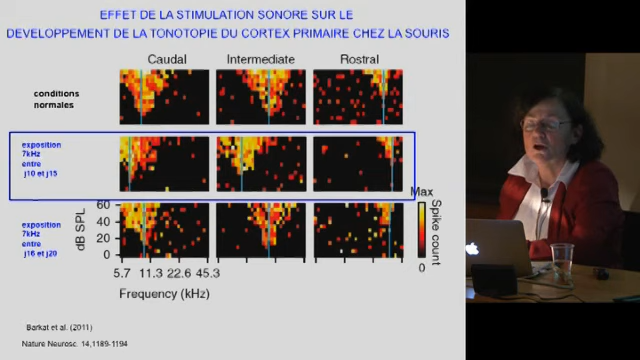 EFFET DE LA STIMULATION SONORE SUR LE
DEVELOPPEMENT DE LA TONOTOPIE DU CORTEX PRIMAIRE CHEZ LA SOURIS
Caudal Intermediate Rostral
conditions
normales
exposition
7kHz
entre
j10 et j15
exposition
7kHz
entre
j16 et j20
dB SPL
60
40
20
0
5.7 11.3 22.6 45.3
Frequency (kHz)
Max
Spike count
0
Barkat et al. (2011)
Nature Neurosc. 14,1189-1194